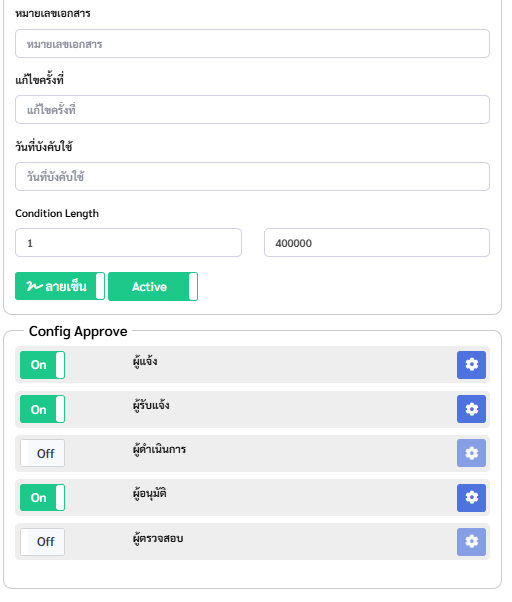 หมายเลขเอกสาร
หมายเลขเอกสาร
แก้ไขครั้งที่
แก้ไขครั้งที่
วันที่บังคับใช้
วันที่บังคับใช้
Condition Length
1 400000
ลายเซ็น Active
Config Approve
On ผู้แจ้ง
On ผู้รับแจ้ง
Off ผู้ดำเนินการ
On ผู้อนุมัติ
Off ผู้ตรวจสอบ